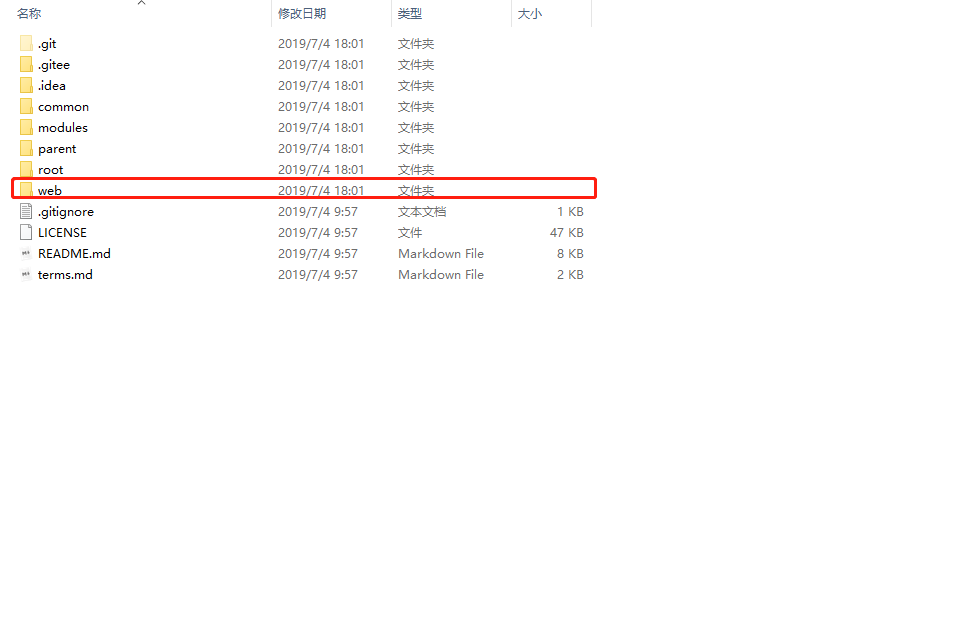 名称 修改日期 类型 大小
.git 2019/7/4 18:01 文件夹
.gitee 2019/7/4 18:01 文件夹
.idea 2019/7/4 18:01 文件夹
common 2019/7/4 18:01 文件夹
modules 2019/7/4 18:01 文件夹
parent 2019/7/4 18:01 文件夹
root 2019/7/4 18:01 文件夹
web 2019/7/4 18:01 文件夹
.gitignore 2019/7/4 9:57 文本文档 1 KB
LICENSE 2019/7/4 9:57 文件 47 KB
README.md 2019/7/4 9:57 Markdown File 8 KB
terms.md 2019/7/4 9:57 Markdown File 2 KB